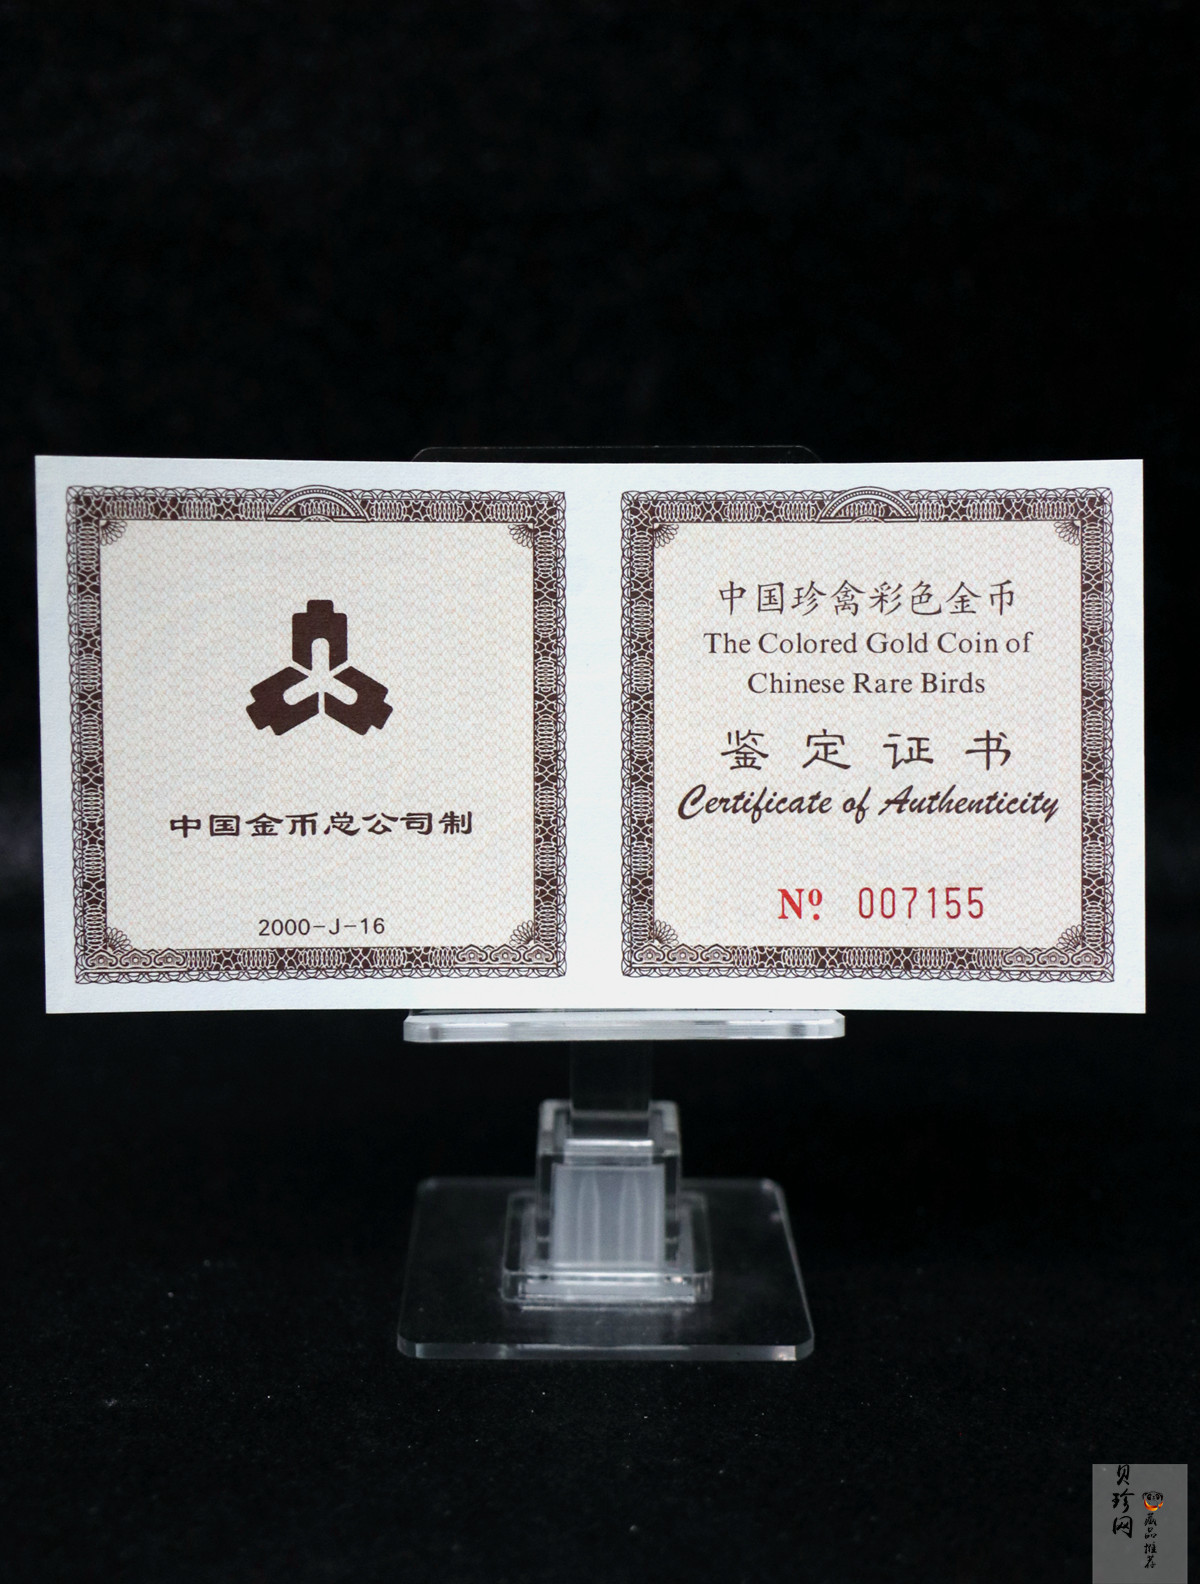 中国金币总公司制
2000-J-16
中国珍禽彩色金币
The Colored Gold Coin of
Chinese Rare Birds
鉴定证书
Certificate of Authenticity
Nº. 007155
贝珍网
藏品推荐